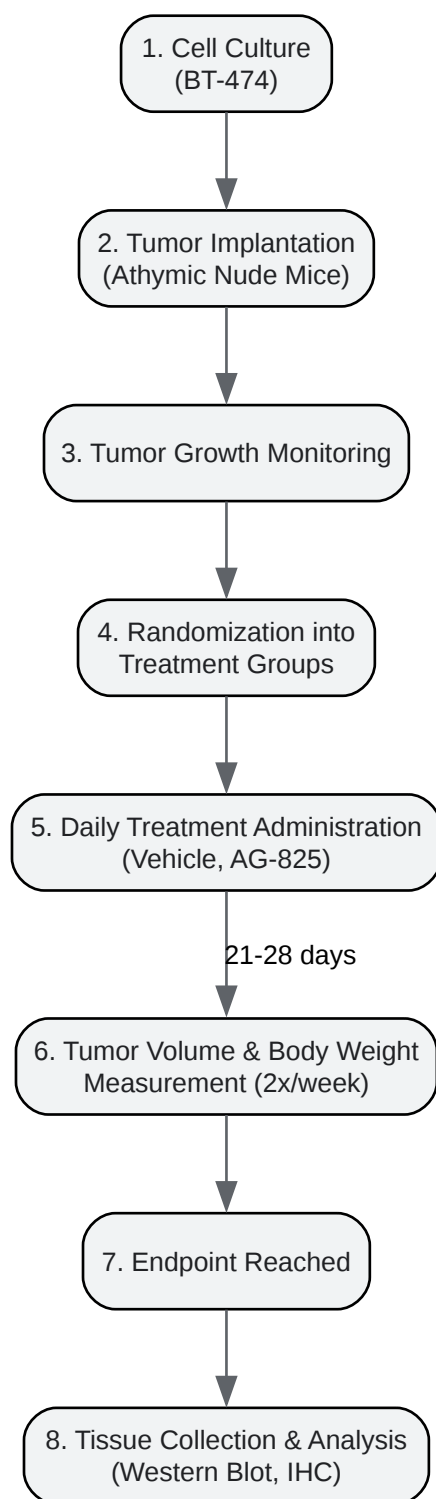 1. Cell Culture
(BT-474)
2. Tumor Implantation
(Athymic Nude Mice)
3. Tumor Growth Monitoring
4. Randomization into
Treatment Groups
5. Daily Treatment Administration
(Vehicle, AG-825)
21-28 days
6. Tumor Volume & Body Weight
Measurement (2x/week)
7. Endpoint Reached
8. Tissue Collection & Analysis
(Western Blot, IHC)